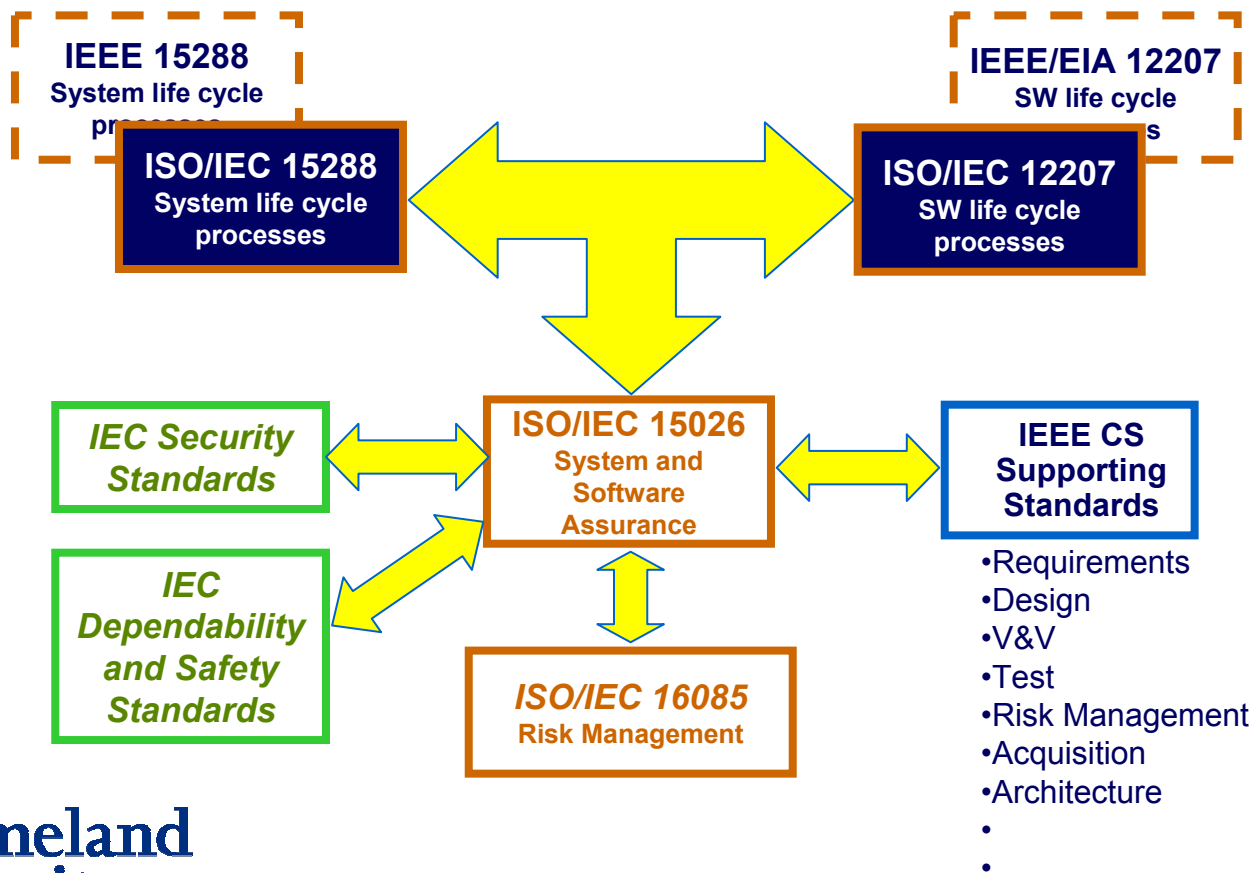 IEEE 15288
System life cycle
processes
ISO/IEC 15288
System life cycle
processes
IEEE/EIA 12207
SW life cycle
s
ISO/IEC 12207
SW life cycle
processes
IEC Security
Standards
ISO/IEC 15026
System and
Software
Assurance
IEEE CS
Supporting
Standards
IEC
Dependability
and Safety
Standards
ISO/IEC 16085
Risk Management
•Requirements
•Design
•V&V
•Test
•Risk Management
•Acquisition
•Architecture
•
•
meland